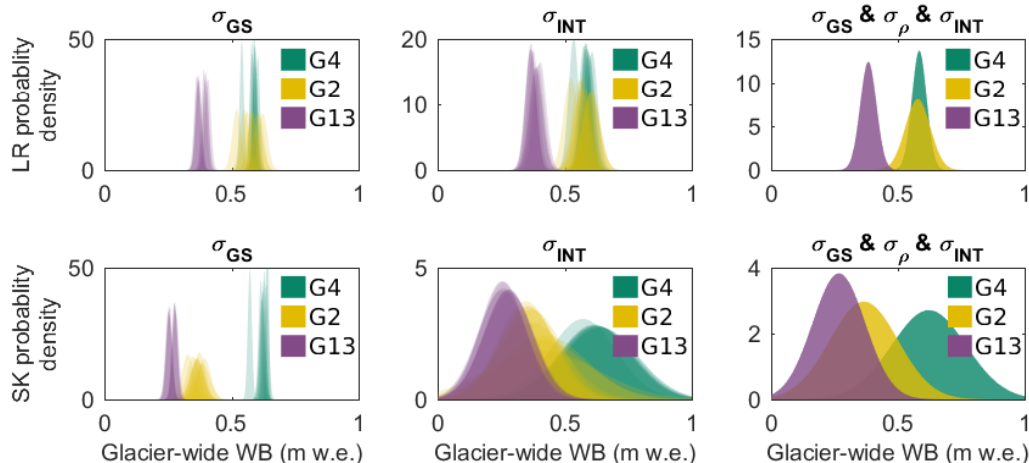 σGS
σINT
σGS & σρ & σINT
LR probablity
density
50
0
0
0.5
1
G4
G2
G13
20
10
0
0
0.5
1
G4
G2
G13
15
10
5
0
0
0.5
1
G4
G2
G13
σGS
σINT
σGS & σρ & σINT
SK probablity
density
50
0
0
0.5
1
G4
G2
G13
5
0
0
0.5
1
G4
G2
G13
4
2
0
0
0.5
1
G4
G2
G13
Glacier-wide WB (m w.e.)
Glacier-wide WB (m w.e.)
Glacier-wide WB (m w.e.)